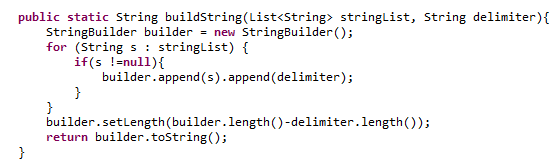 public static String buildString(List<String> stringList, String delimiter){
    StringBuilder builder = new StringBuilder();
    for (String s : stringList) {
        if(s !=null){
            builder.append(s).append(delimiter);
        }
    }
    builder.setLength(builder.length()-delimiter.length());
    return builder.toString();
}